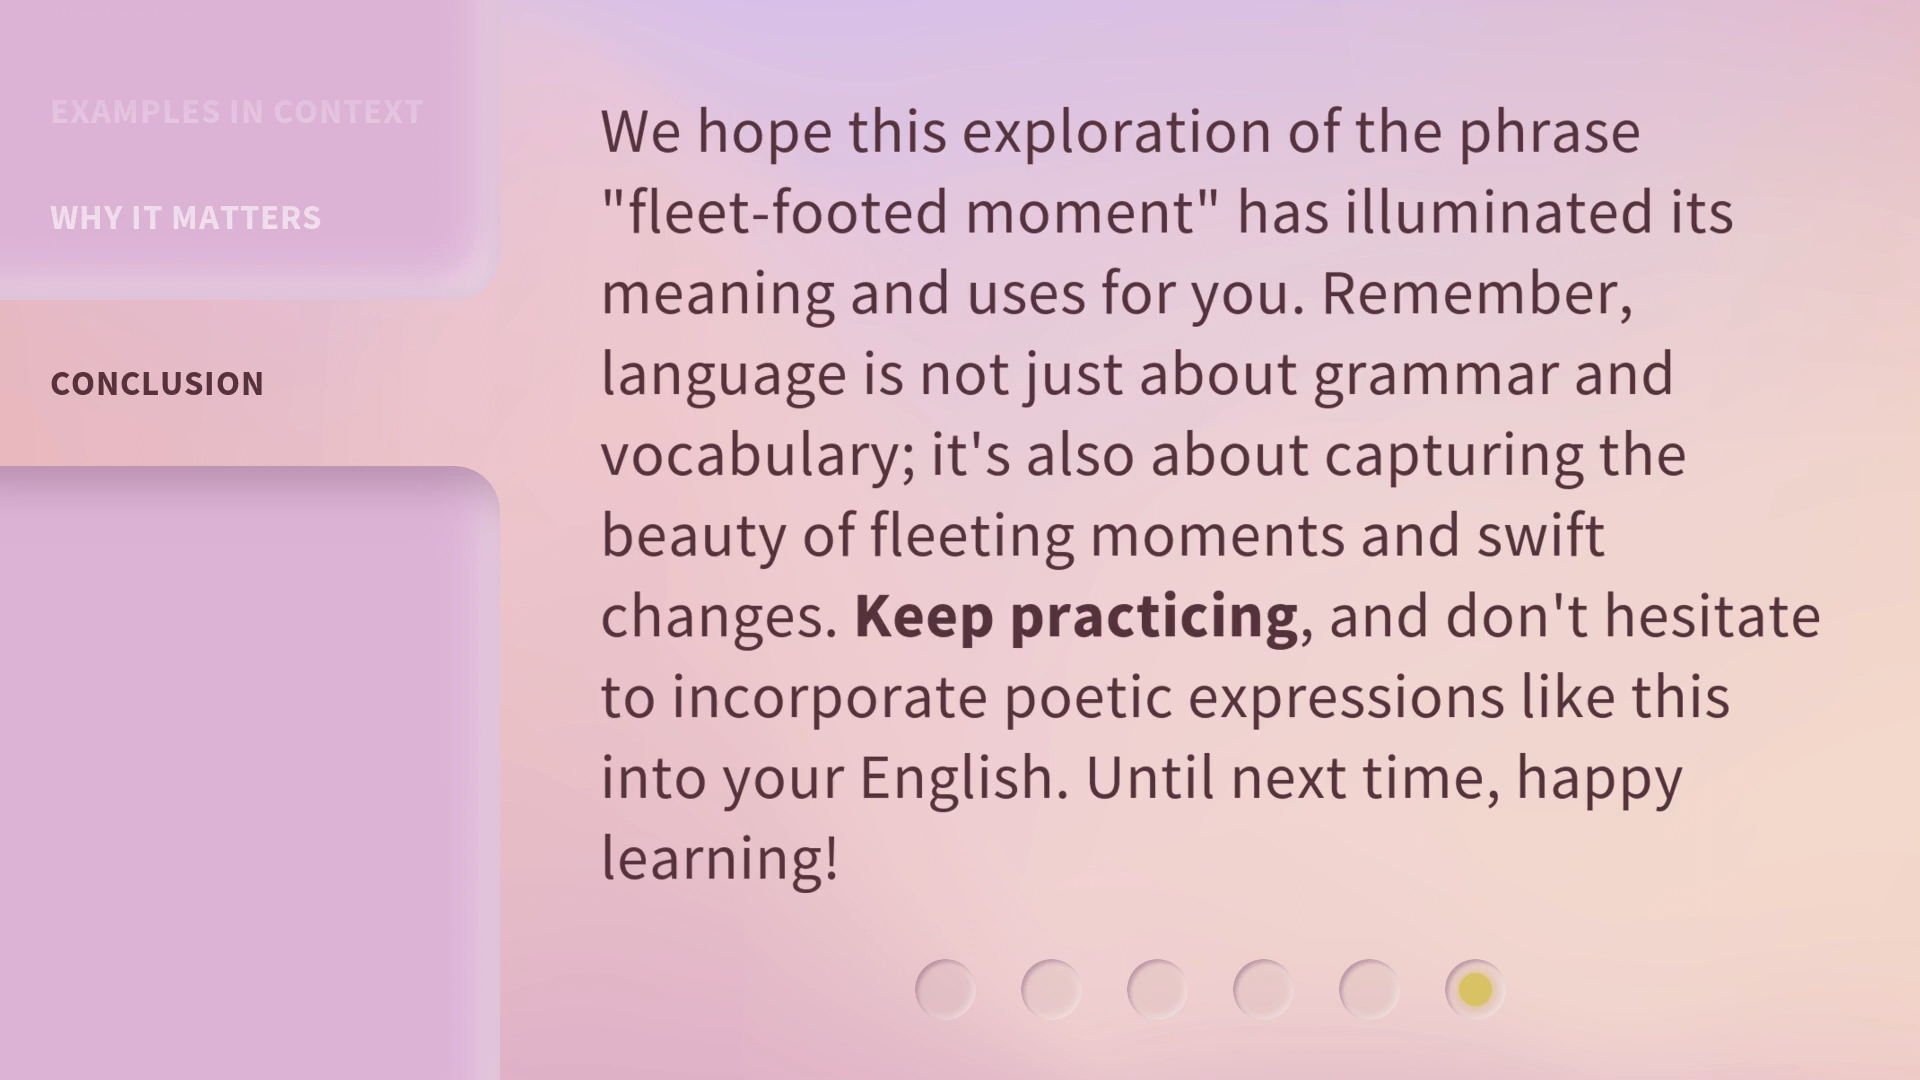 EXAMPLES IN CONTEXT
WHY IT MATTERS
CONCLUSION
We hope this exploration of the phrase
"fleet-footed moment" has illuminated its
meaning and uses for you. Remember,
language is not just about grammar and
vocabulary; it's also about capturing the
beauty of fleeting moments and swift
changes. Keep practicing, and don't hesitate
to incorporate poetic expressions like this
into your English. Until next time, happy
learning!